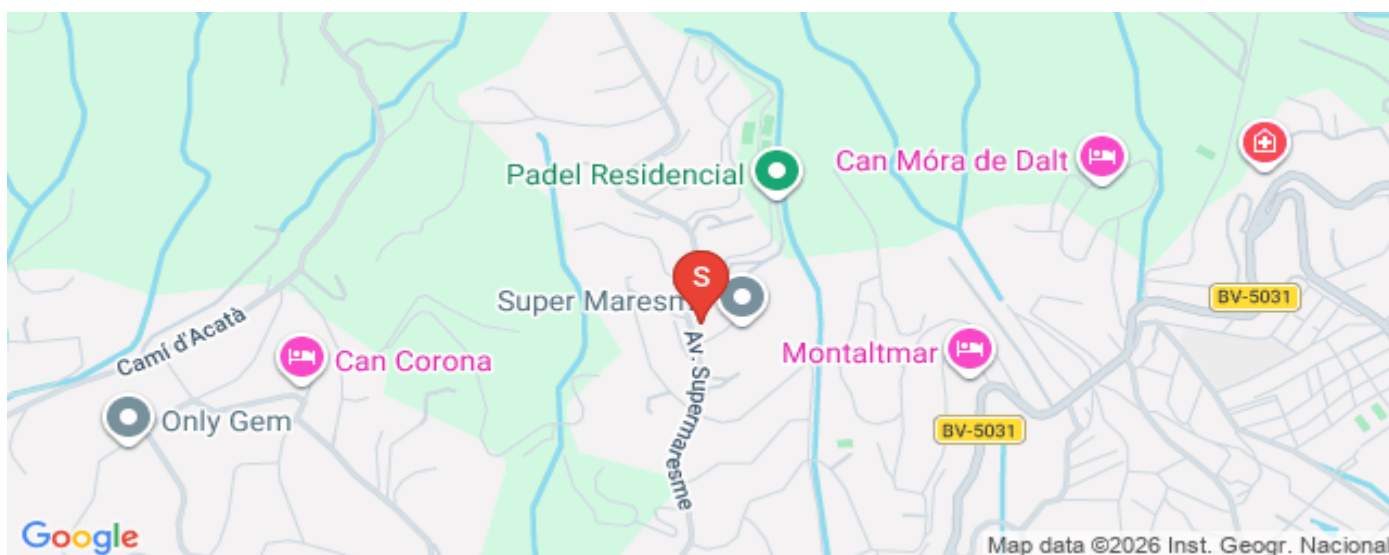 Padel Residencial
Can Móra de Dalt
S
Super Maresm
BV-5031
Camí d'Acatà
Can Corona
Montaltmar
Av. Supermaresme
Only Gem
BV-5031
Google
Map data ©2026 Inst. Geogr. Nacional